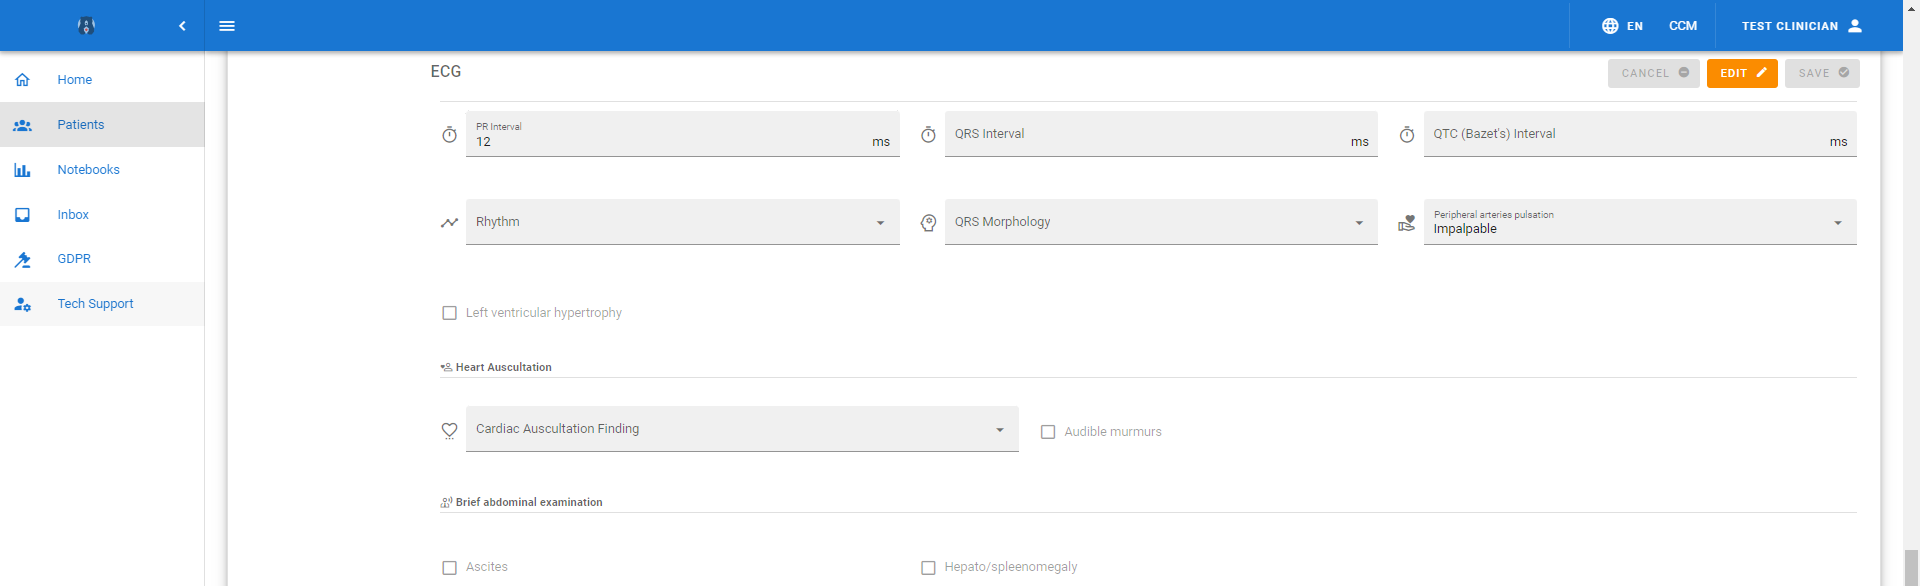 EN
CCM
TEST CLINICIAN
Home
Patients
Notebooks
Inbox
GDPR
Tech Support
ECG
CANCEL
EDIT
SAVE
PR Interval
12 ms
QRS Interval ms
QTC (Bazet's) Interval ms
Rhythm
QRS Morphology
Peripheral arteries pulsation
Impalpable
Left ventricular hypertrophy
Heart Auscultation
Cardiac Auscultation Finding
Audible murmurs
Brief abdominal examination
Ascites
Hepato/spleenomegaly